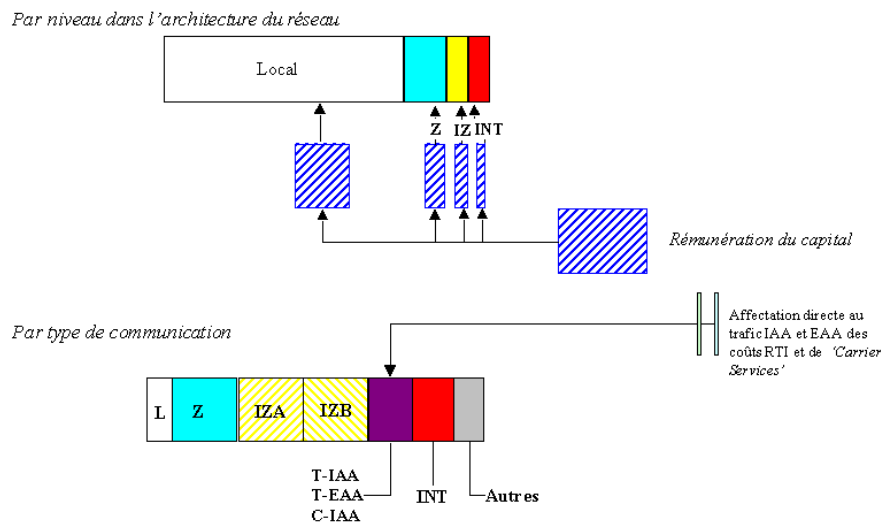 Par niveau dans l'architecture du réseau
Local
Z IZ INT
Rémunération du capital
Par type de communication
Affectation directe au
trafic IAA et EAA des
coûts RTI et de 'Carrier
Services'
L Z IZA IZB
T-IAA
T-EAA
C-IAA
INT
Autres